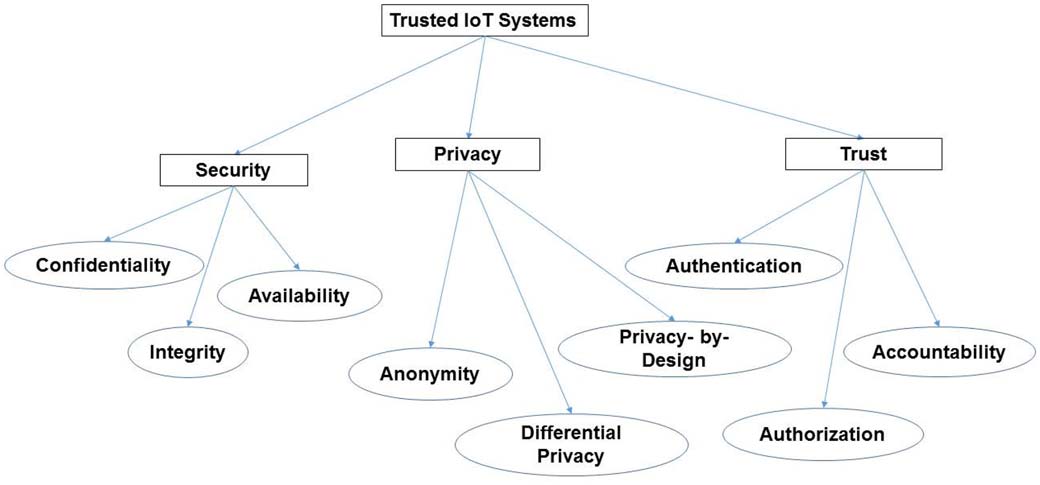 Trusted IoT Systems
Security
Privacy
Trust
Confidentiality
Availability
Integrity
Anonymity
Differential
Privacy
Privacy- by-
Design
Authentication
Authorization
Accountability